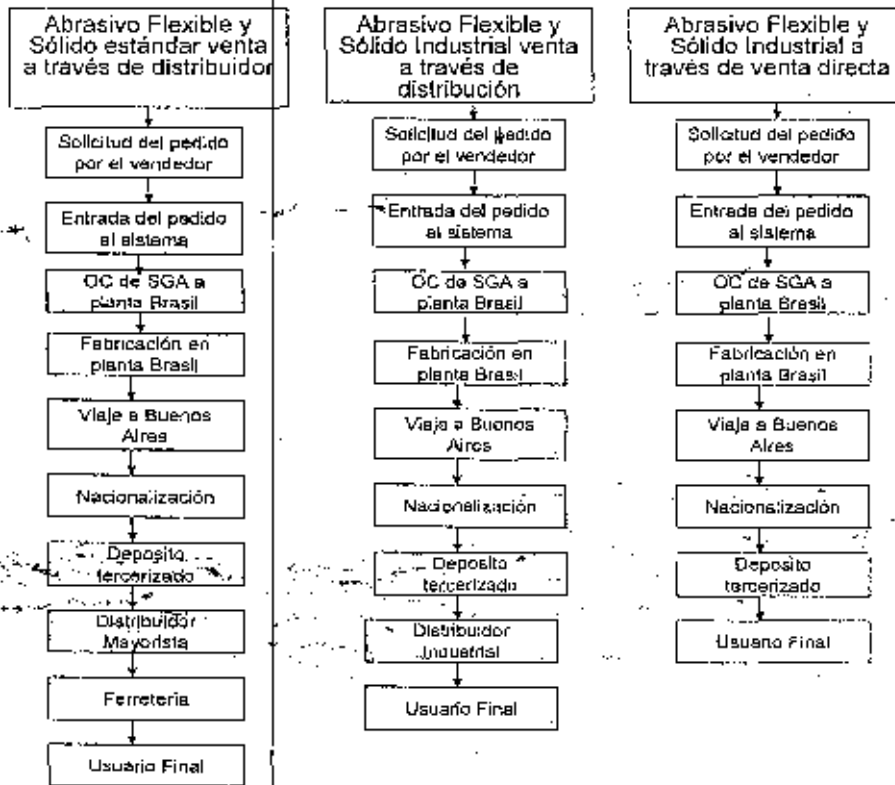 Abrasivo Flexible y
Sólido estándar venta
a través de distribuidor
Solicitud del pedido
por el vendedor
Entrada del pedido
al sistema
OC de SGA a
planta Brasil
Fabricación en
planta Brasil
Viaje a Buenos
Aires
Nacionalización
Deposito
tercerizado
Distribuidor
Mayorista
Ferretería
Usuario Final
Abrasivo Flexible y
Sólido Industrial venta
a través de
distribución
Solicitud del pedido
por el vendedor
Entrada del pedido
al sistema
OC de SGA a
planta Brasil
Fabricación en
planta Brasil
Viaje a Buenos
Aires
Nacionalización
Deposito
tercerizado
Distribuidor
Industrial
Usuario Final
Abrasivo Flexible y
Sólido Industrial a
través de venta directa
Solicitud del pedido
por el vendedor
Entrada del pedido
al sistema
OC de SGA a
planta Brasil
Fabricación en
planta Brasil
Viaje a Buenos
Aires
Nacionalización
Deposito
tercerizado
Usuario Final